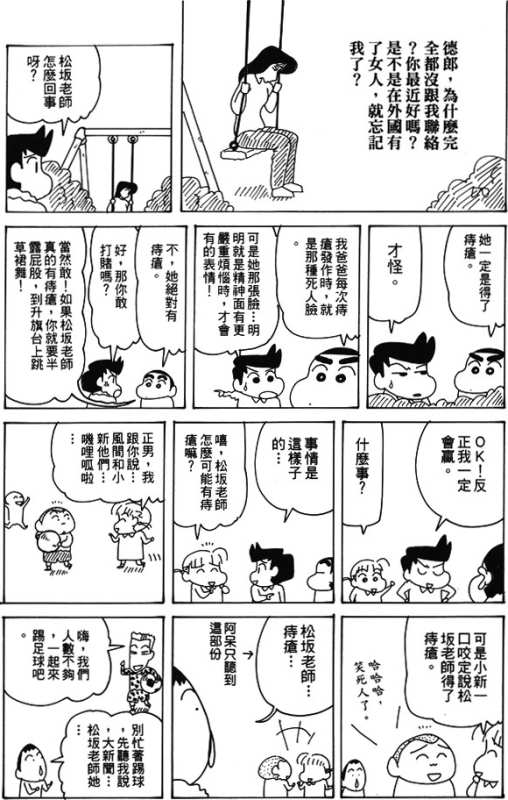 德郎，為什麼完
全都沒跟我聯絡
？你最近好嗎？
是不是在外國有
了女人，就忘記
我了？
松坂老師
怎麼回事
呀？
她一定是得了
痔瘡。
才怪。
我爸爸每次痔
瘡發作時，就
是那種死人臉
。
可是她那張臉…明
明就是精神面有更
嚴重煩惱時，才會
有的表情！
不，她絕對有
痔瘡。
好，那你敢
打賭嗎？
當然敢！如果松坂老師
真的有痔瘡，你就要半
露屁股，到升旗台上跳
草裙舞！
OK！反
正我一定
會贏。
什麼事？
事情是
這樣子
的…
嘻，松坂老師
怎麼可能有痔
瘡嘛？
正男，我
跟你說…
風間和小
新他們…
嘰哩呱啦
…
可是小新一
口咬定說松
坂老師得了
痔瘡。
哈哈哈，
笑死人了。
松坂老師…
痔瘡…
阿呆只聽到
這部份
嗨，我們
人數不夠
，一起來
踢足球吧
。
別忙著踢球
，先聽我說
，大新聞…
松坂老師她
…